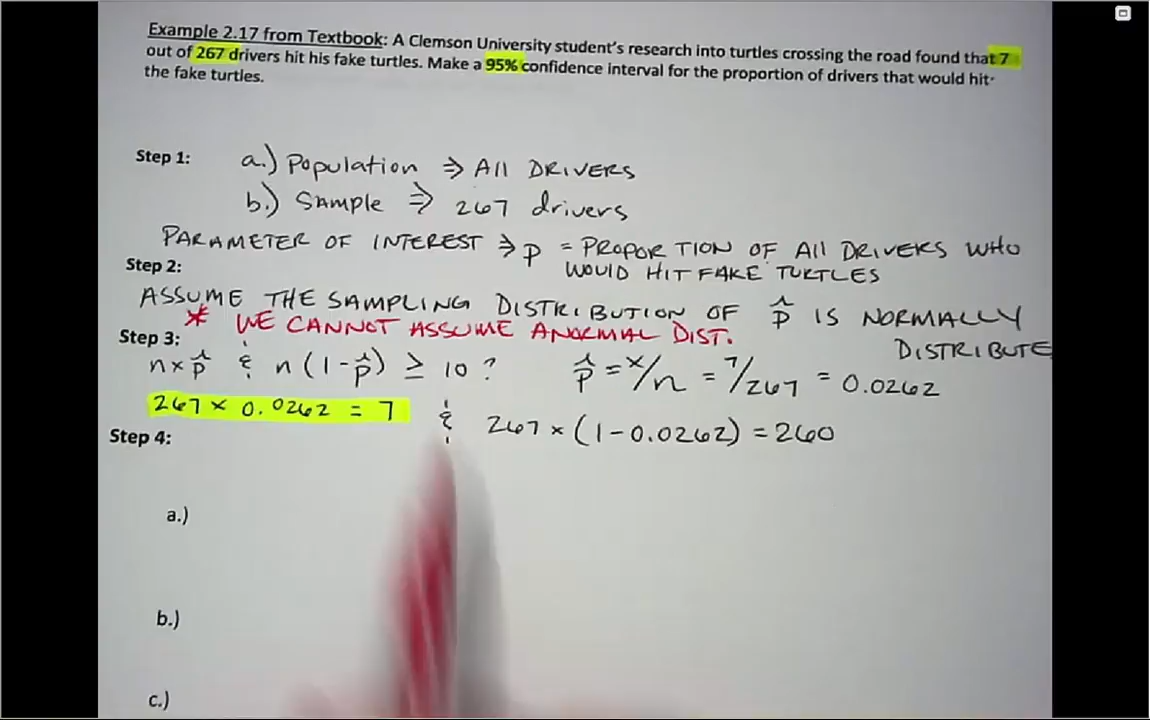 Example 2.17 from Textbook: A Clemson University student's research into turtles crossing the road found that 7
out of 267 drivers hit his fake turtles. Make a 95% confidence interval for the proportion of drivers that would hit
the fake turtles.
Step 1: a.) Population ⇒ All DRIVERS
b.) Sample ⇒ 267 drivers
PARAMETER OF INTEREST ⇒ p = PROPORTION OF All DRIVERS WHO
WOULD HIT FAKE TURTLES
Step 2:
ASSUME THE SAMPLING DISTRIBUTION OF p̂ IS NORMALLY
DISTRIBUTE
* WE CANNOT ASSUME A NORMAL DIST.
Step 3:
n × p̂ & n(1-p̂) ≥ 10 ? p̂ = x/n = 7/267 = 0.0262
267 × 0.0262 = 7 & 267 × (1-0.0262) = 260
Step 4:
a.)
b.)
c.)